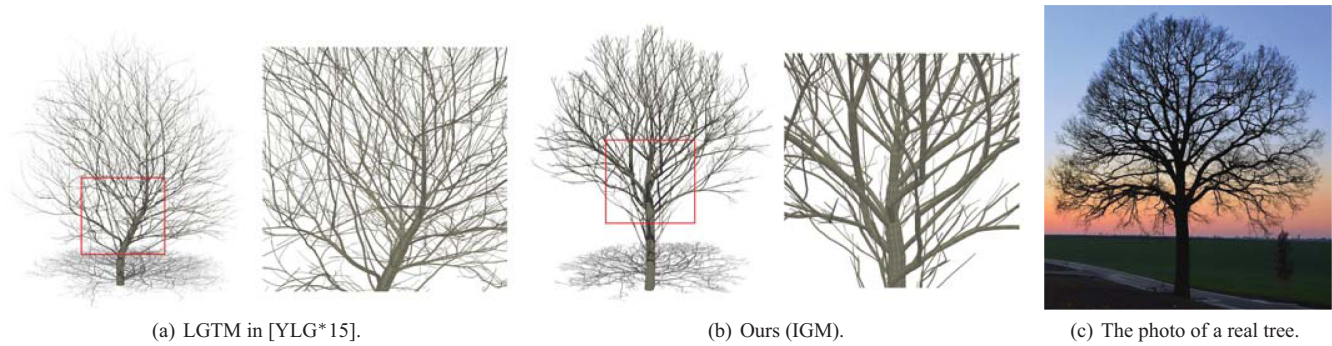 (a) LGTM in [YLG*15].
(b) Ours (IGM).
(c) The photo of a real tree.